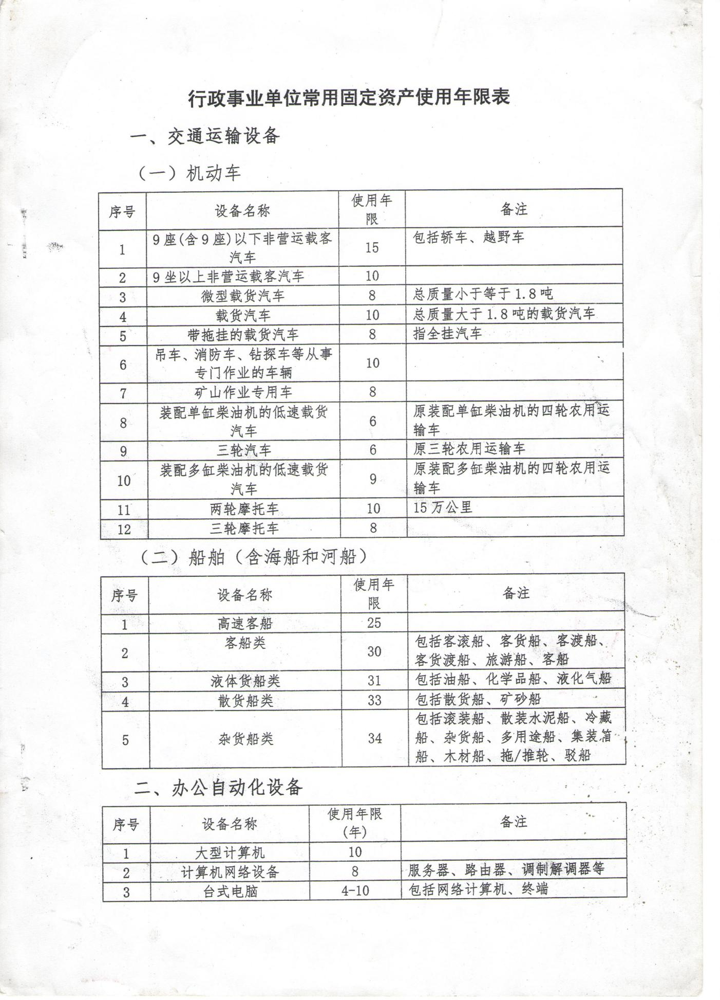 行政事业单位常用固定资产使用年限表
一、交通运输设备
（一）机动车
序号 设备名称 使用年限 备注
1 9座(含9座)以下非营运载客汽车 15 包括轿车、越野车
2 9坐以上非营运载客汽车 10
3 微型载货汽车 8 总质量小于等于1.8吨
4 载货汽车 10 总质量大于1.8吨的载货汽车
5 带拖挂的载货汽车 8 指全挂汽车
6 吊车、消防车、钻探车等从事专门作业的车辆 10
7 矿山作业专用车 8
8 装配单缸柴油机的低速载货汽车 6 原装配单缸柴油机的四轮农用运输车
9 三轮汽车 6 原三轮农用运输车
10 装配多缸柴油机的低速载货汽车 9 原装配多缸柴油机的四轮农用运输车
11 两轮摩托车 10 15万公里
12 三轮摩托车 8
（二）船舶（含海船和河船）
序号 设备名称 使用年限 备注
1 高速客船 25
2 客船类 30 包括客滚船、客货船、客渡船、客货渡船、旅游船、客船
3 液体货船类 31 包括油船、化学品船、液化气船
4 散货船类 33 包括散货船、矿砂船
5 杂货船类 34 包括滚装船、散装水泥船、冷藏船、杂货船、多用途船、集装箱船、木材船、拖/推轮、驳船
二、办公自动化设备
序号 设备名称 使用年限(年) 备注
1 大型计算机 10
2 计算机网络设备 8 服务器、路由器、调制解调器等
3 台式电脑 4-10 包括网络计算机、终端